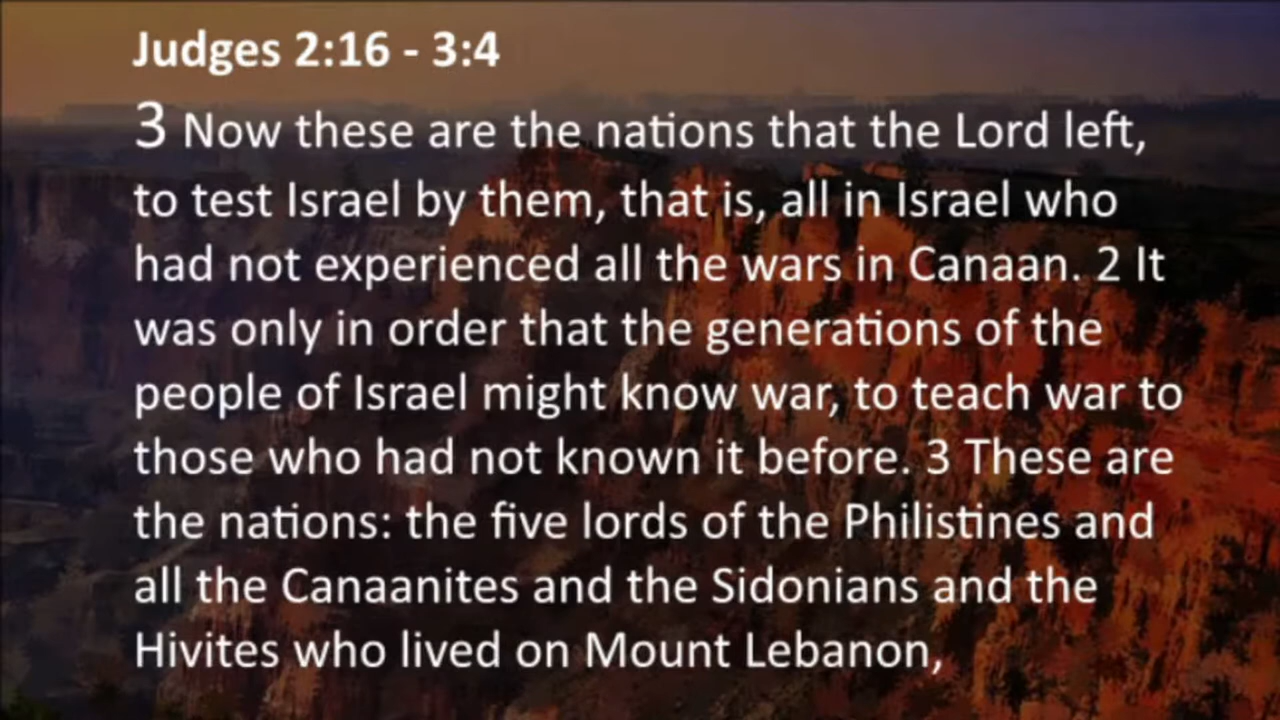 Judges 2:16 - 3:4
3 Now these are the nations that the Lord left,
to test Israel by them, that is, all in Israel who
had not experienced all the wars in Canaan. 2 It
was only in order that the generations of the
people of Israel might know war, to teach war to
those who had not known it before. 3 These are
the nations: the five lords of the Philistines and
all the Canaanites and the Sidonians and the
Hivites who lived on Mount Lebanon,